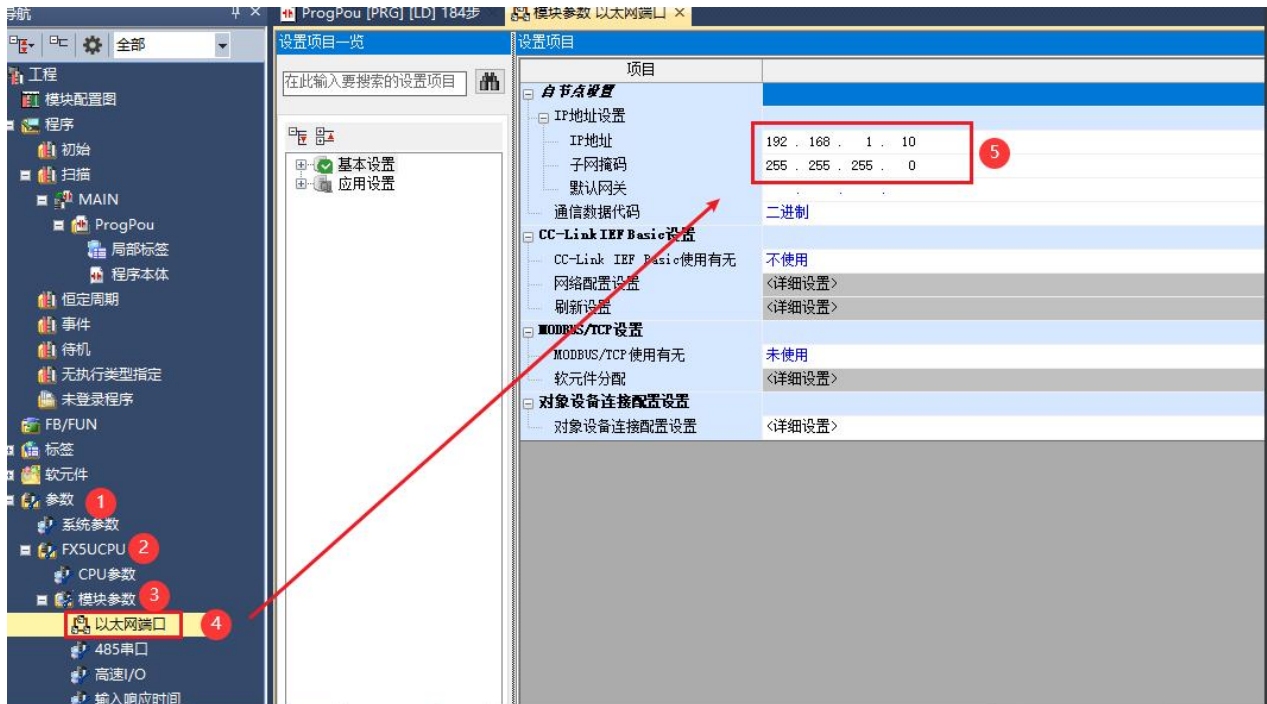 导航
ProgPou [PRG] [LD] 184步
模块参数 以太网端口
全部
工程
模块配置图
程序
初始
扫描
MAIN
ProgPou
局部标签
程序本体
恒定周期
事件
待机
无执行类型指定
未登录程序
FB/FUN
标签
软元件
参数 1
系统参数
FX5UCPU 2
CPU参数
模块参数 3
以太网端口 4
485串口
高速I/O
输入响应时间
设置项目一览
在此输入要搜索的设置项目
基本设置
应用设置
设置项目
项目
自节点设置
IP地址设置
IP地址 192 . 168 . 1 . 10
子网掩码 255 . 255 . 255 . 0
5
默认网关 . . .
通信数据代码 二进制
CC-Link IEF Basic设置
CC-Link IEF Basic使用有无 不使用
网络配置设置 <详细设置>
刷新设置 <详细设置>
MODBUS/TCP设置
MODBUS/TCP使用有无 未使用
软元件分配 <详细设置>
对象设备连接配置设置
对象设备连接配置设置 <详细设置>